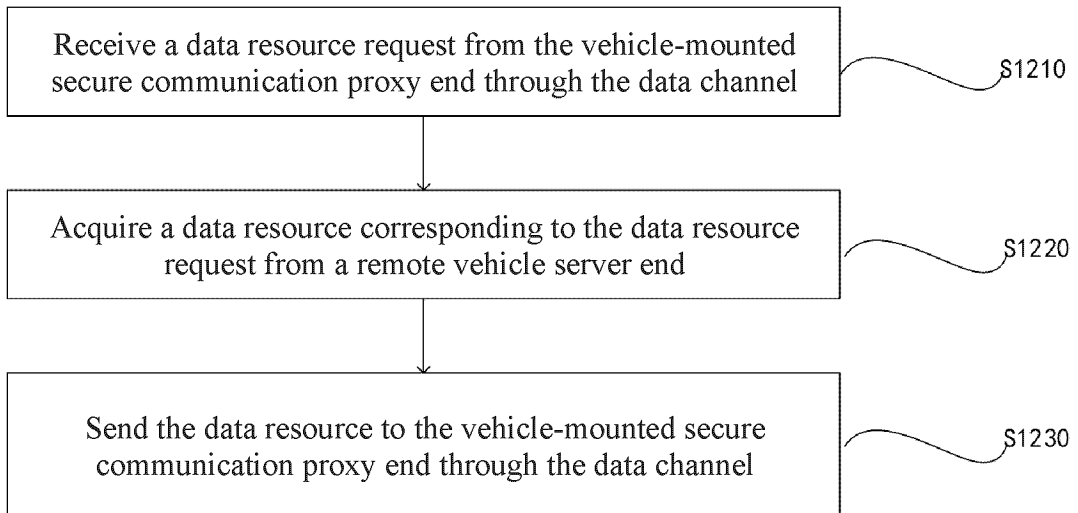 Receive a data resource request from the vehicle-mounted
secure communication proxy end through the data channel
S1210
Acquire a data resource corresponding to the data resource
request from a remote vehicle server end
S1220
Send the data resource to the vehicle-mounted secure
communication proxy end through the data channel
S1230